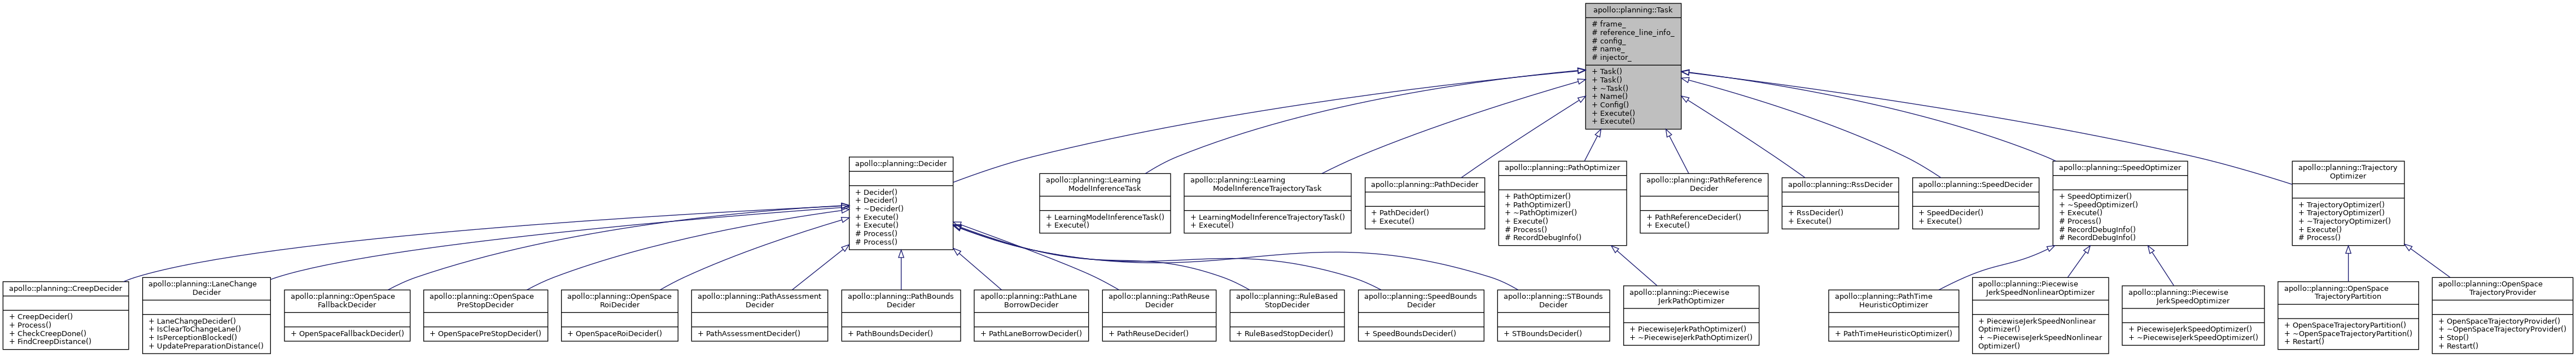 apollo::planning::Task
# frame_
# reference_line_info_
# config_
# name_
# injector_
+ Task()
+ Task()
+ ~Task()
+ Name()
+ Config()
+ Execute()
+ Execute()
apollo::planning::Decider
+ Decider()
+ Decider()
+ ~Decider()
+ Execute()
+ Execute()
# Process()
# Process()
apollo::planning::Learning
ModelInferenceTask
+ LearningModelInferenceTask()
+ Execute()
apollo::planning::Learning
ModelInferenceTrajectoryTask
+ LearningModelInferenceTrajectoryTask()
+ Execute()
apollo::planning::PathDecider
+ PathDecider()
+ Execute()
apollo::planning::PathOptimizer
+ PathOptimizer()
+ PathOptimizer()
+ ~PathOptimizer()
+ Execute()
# Process()
# RecordDebugInfo()
apollo::planning::PathReference
Decider
+ PathReferenceDecider()
+ Execute()
apollo::planning::RssDecider
+ RssDecider()
+ Execute()
apollo::planning::SpeedDecider
+ SpeedDecider()
+ Execute()
apollo::planning::SpeedOptimizer
+ SpeedOptimizer()
+ ~SpeedOptimizer()
+ Execute()
# Process()
# RecordDebugInfo()
# RecordDebugInfo()
apollo::planning::Trajectory
Optimizer
+ TrajectoryOptimizer()
+ TrajectoryOptimizer()
+ ~TrajectoryOptimizer()
+ Execute()
# Process()
apollo::planning::CreepDecider
+ CreepDecider()
+ Process()
+ CheckCreepDone()
+ FindCreepDistance()
apollo::planning::LaneChange
Decider
+ LaneChangeDecider()
+ IsClearToChangeLane()
+ IsPerceptionBlocked()
+ UpdatePreparationDistance()
apollo::planning::OpenSpace
FallbackDecider
+ OpenSpaceFallbackDecider()
apollo::planning::OpenSpace
PreStopDecider
+ OpenSpacePreStopDecider()
apollo::planning::OpenSpace
RoiDecider
+ OpenSpaceRoiDecider()
apollo::planning::PathAssessment
Decider
+ PathAssessmentDecider()
apollo::planning::PathBounds
Decider
+ PathBoundsDecider()
apollo::planning::PathLane
BorrowDecider
+ PathLaneBorrowDecider()
apollo::planning::PathReuse
Decider
+ PathReuseDecider()
apollo::planning::RuleBased
StopDecider
+ RuleBasedStopDecider()
apollo::planning::SpeedBounds
Decider
+ SpeedBoundsDecider()
apollo::planning::STBounds
Decider
+ STBoundsDecider()
apollo::planning::Piecewise
JerkPathOptimizer
+ PiecewiseJerkPathOptimizer()
+ ~PiecewiseJerkPathOptimizer()
apollo::planning::PathTime
HeuristicOptimizer
+ PathTimeHeuristicOptimizer()
apollo::planning::Piecewise
JerkSpeedNonlinearOptimizer
+ PiecewiseJerkSpeedNonlinear
Optimizer()
+ ~PiecewiseJerkSpeedNonlinear
Optimizer()
apollo::planning::Piecewise
JerkSpeedOptimizer
+ PiecewiseJerkSpeedOptimizer()
+ ~PiecewiseJerkSpeedOptimizer()
apollo::planning::OpenSpace
TrajectoryPartition
+ OpenSpaceTrajectoryPartition()
+ ~OpenSpaceTrajectoryPartition()
+ Restart()
apollo::planning::OpenSpace
TrajectoryProvider
+ OpenSpaceTrajectoryProvider()
+ ~OpenSpaceTrajectoryProvider()
+ Stop()
+ Restart()